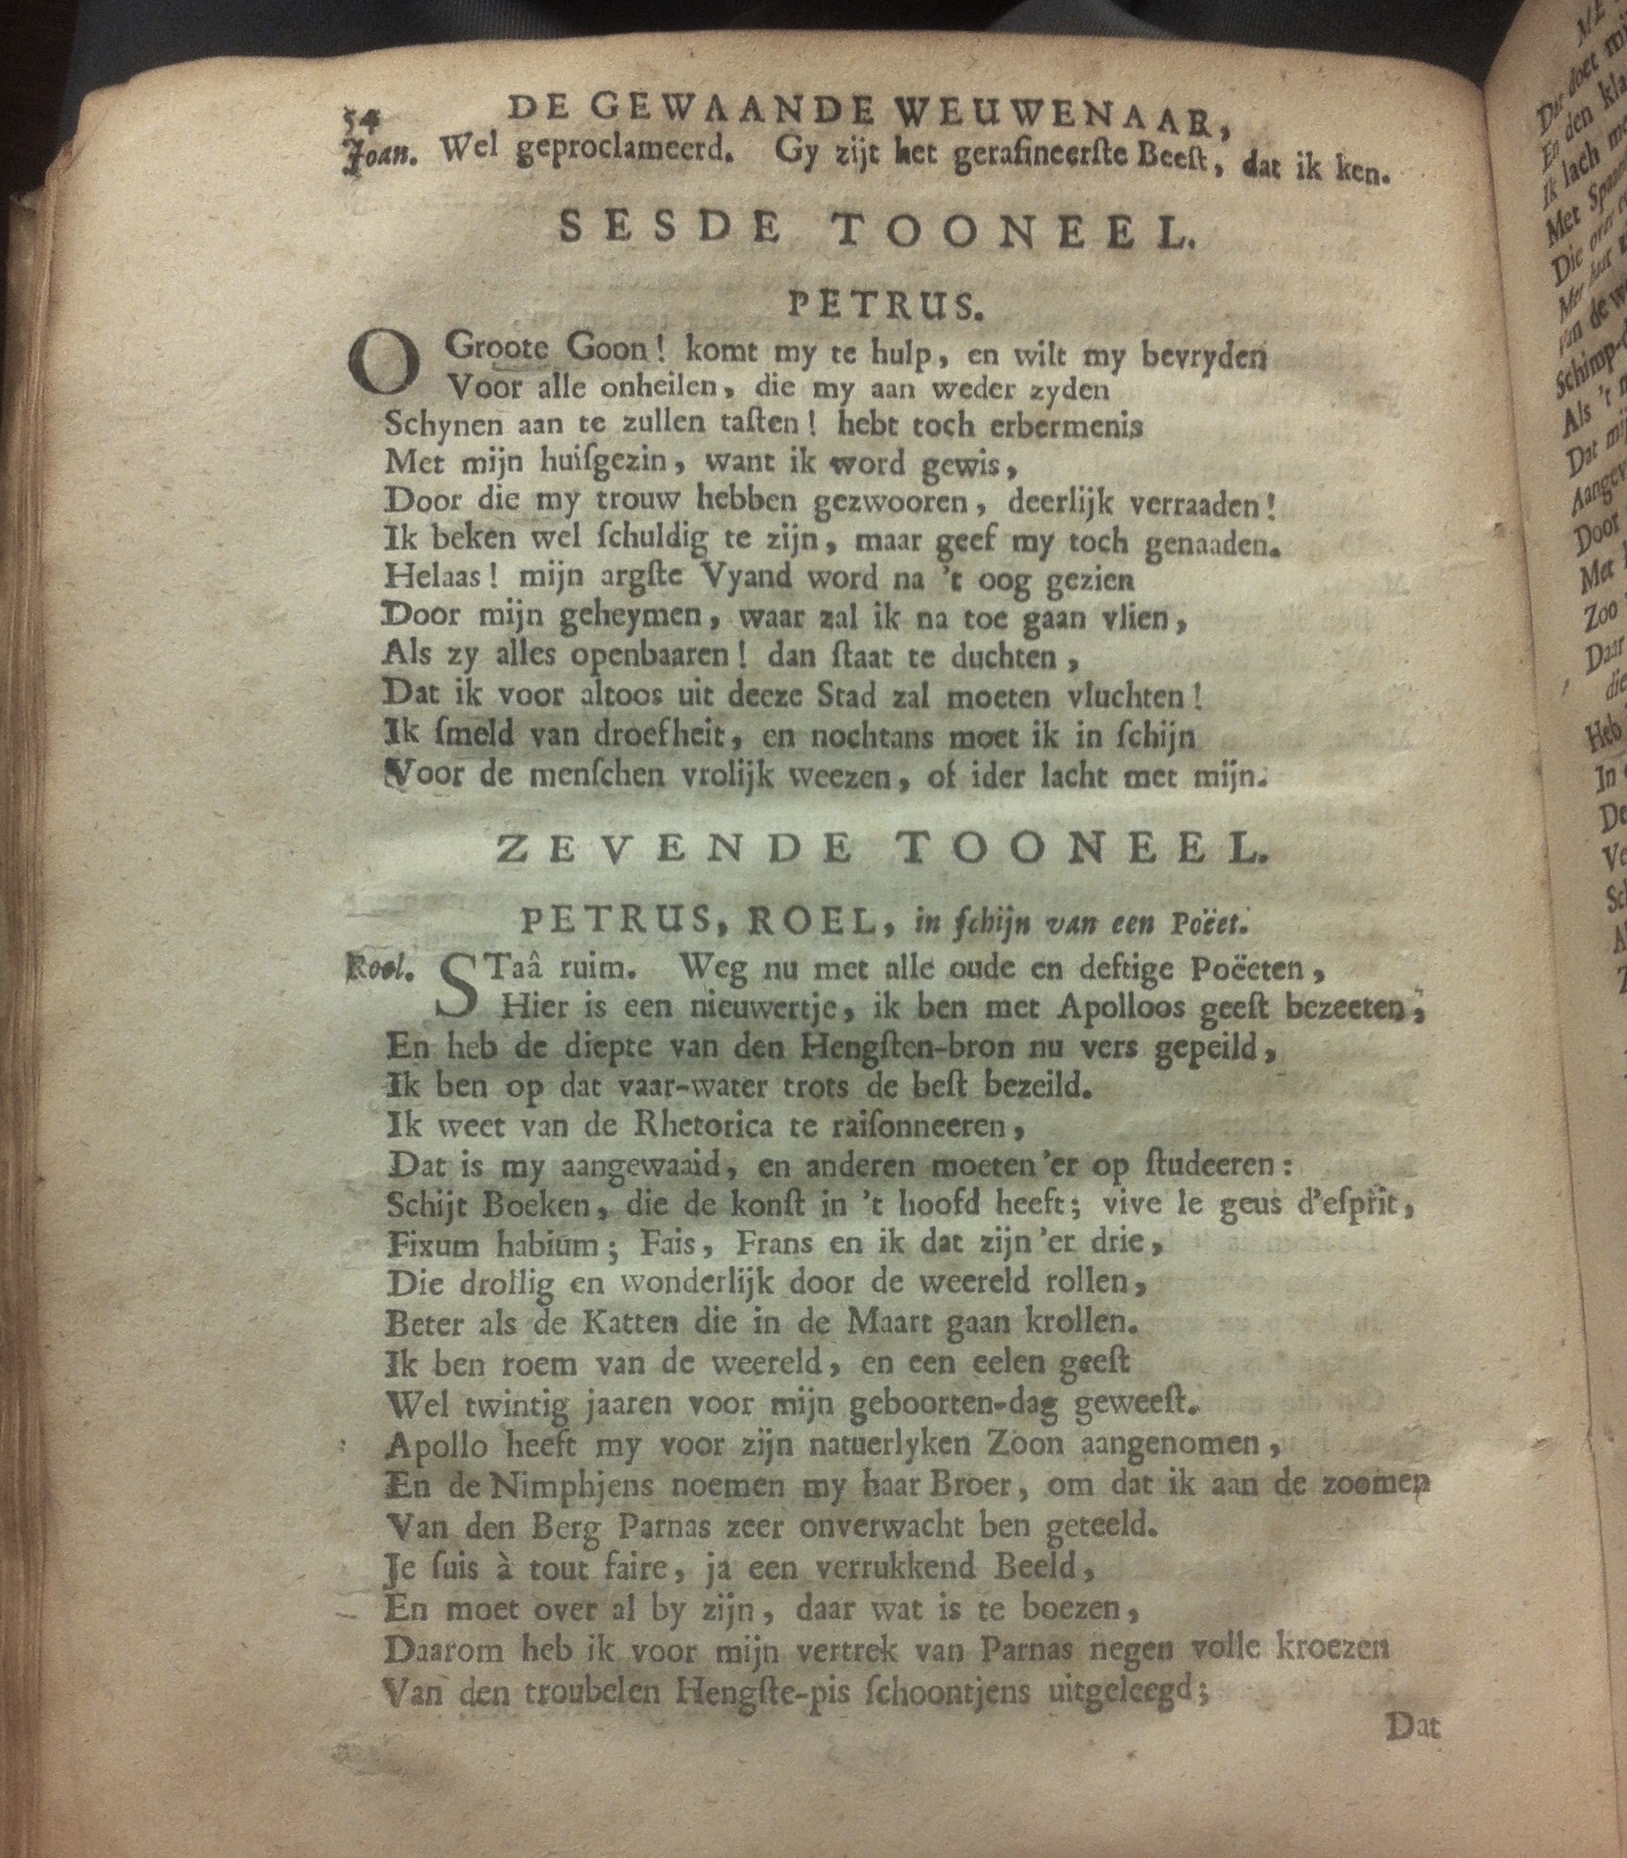 54 DE GEWAANDE WEUWENAAR,
Joan. Wel geproclameerd. Gy zijt het gerafineerſte Beeſt, dat ik ken.
SESDE TOONEEL.
PETRUS.
O Groote Goon! komt my te hulp, en wilt my bevryden
Voor alle onheilen, die my aan weder zyden
Schynen aan te zullen taſten! hebt toch erbermenis
Met mijn huiſgezin, want ik word gewis,
Door die my trouw hebben gezwooren, deerlijk verraaden!
Ik beken wel ſchuldig te zijn, maar geef my toch genaaden.
Helaas! mijn argſte Vyand word na 't oog gezien
Door mijn geheymen, waar zal ik na toe gaan vlien,
Als zy alles openbaaren! dan ſtaat te duchten,
Dat ik voor altoos uit deeze Stad zal moeten vluchten!
Ik ſmeld van droefheit, en nochtans moet ik in ſchijn
Voor de menſchen vrolijk weezen, of ider lacht met mijn.
ZEVENDE TOONEEL.
PETRUS, ROEL, in ſchijn van een Poëet.
Roel. STaâ ruim. Weg nu met alle oude en deftige Poëeten,
Hier is een nieuwertje, ik ben met Apolloos geeſt bezeeten,
En heb de diepte van den Hengſten-bron nu vers gepeild,
Ik ben op dat vaar-water trots de beſt bezeild.
Ik weet van de Rhetorica te raiſonneeren,
Dat is my aangewaaid, en anderen moeten 'er op ſtudeeren:
Schijt Boeken, die de konſt in 't hoofd heeft; vive le geus d'eſprit,
Fixum habium; Fais, Frans en ik dat zijn 'er drie,
Die drollig en wonderlijk door de weereld rollen,
Beter als de Katten die in de Maart gaan krollen.
Ik ben roem van de weereld, en een eelen geeſt
Wel twintig jaaren voor mijn geboorten-dag geweeſt.
Apollo heeft my voor zijn natuerlyken Zoon aangenomen,
En de Nimphjens noemen my haar Broer, om dat ik aan de zoomen
Van den Berg Parnas zeer onverwacht ben geteeld.
Je ſuis à tout faire, ja een verrukkend Beeld,
En moet over al by zijn, daar wat is te boezen,
Daarom heb ik voor mijn vertrek van Parnas negen volle kroezen
Van den troubelen Hengſte-pis ſchoontjens uitgeleegd;
Dat